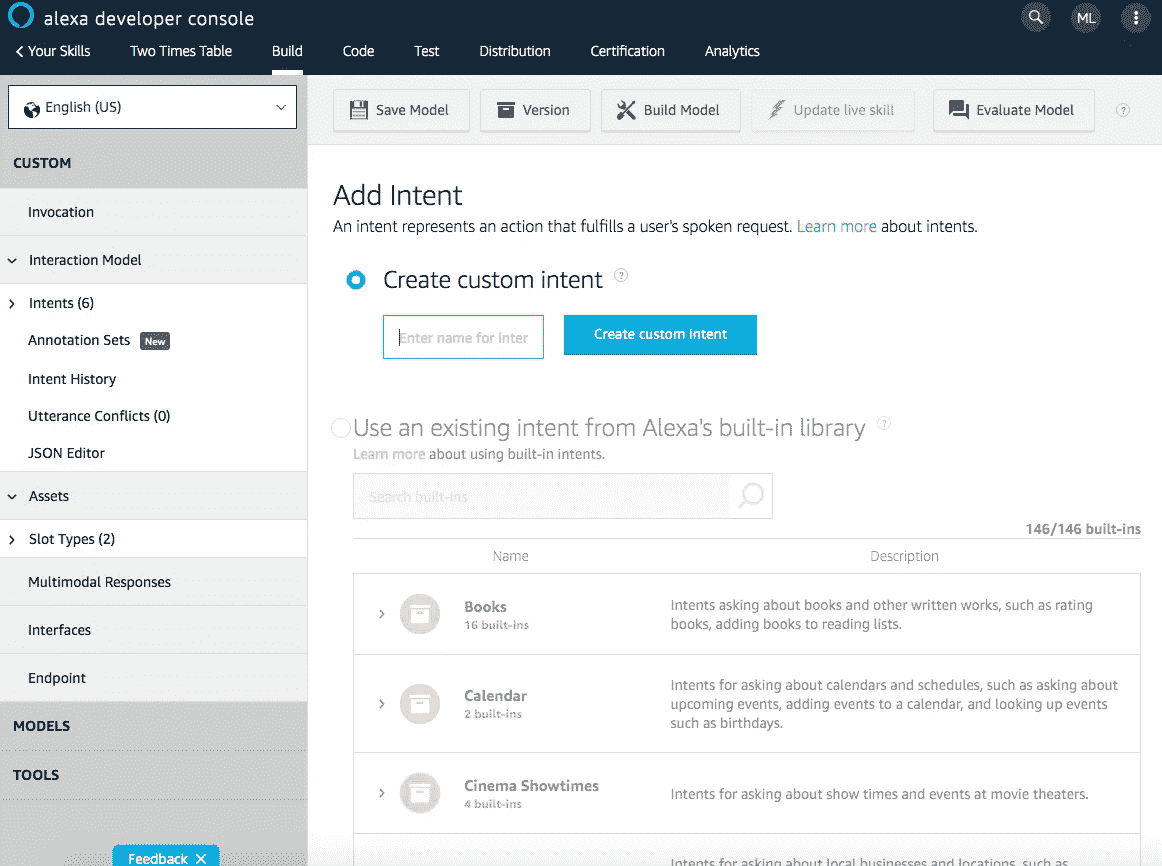 alexa developer console
ML
Your Skills Two Times Table Build Code Test Distribution Certification Analytics
English (US)
Save Model Version Build Model Update live skill Evaluate Model ?
CUSTOM
Invocation
Interaction Model
Intents (6)
Annotation Sets New
Intent History
Utterance Conflicts (0)
JSON Editor
Assets
Slot Types (2)
Multimodal Responses
Interfaces
Endpoint
MODELS
TOOLS
Feedback X
Add Intent
An intent represents an action that fulfills a user's spoken request. Learn more about intents.
Create custom intent ?
Enter name for inter
Create custom intent
Use an existing intent from Alexa's built-in library ?
Learn more about using built-in intents.
Search built-ins
146/146 built-ins
Name Description
Books
16 built-ins
Intents asking about books and other written works, such as rating
books, adding books to reading lists.
Calendar
2 built-ins
Intents for asking about calendars and schedules, such as asking about
upcoming events, adding events to a calendar, and looking up events
such as birthdays.
Cinema Showtimes
4 built-ins
Intents for asking about show times and events at movie theaters.
Intents for asking about local businesses and locations, such as